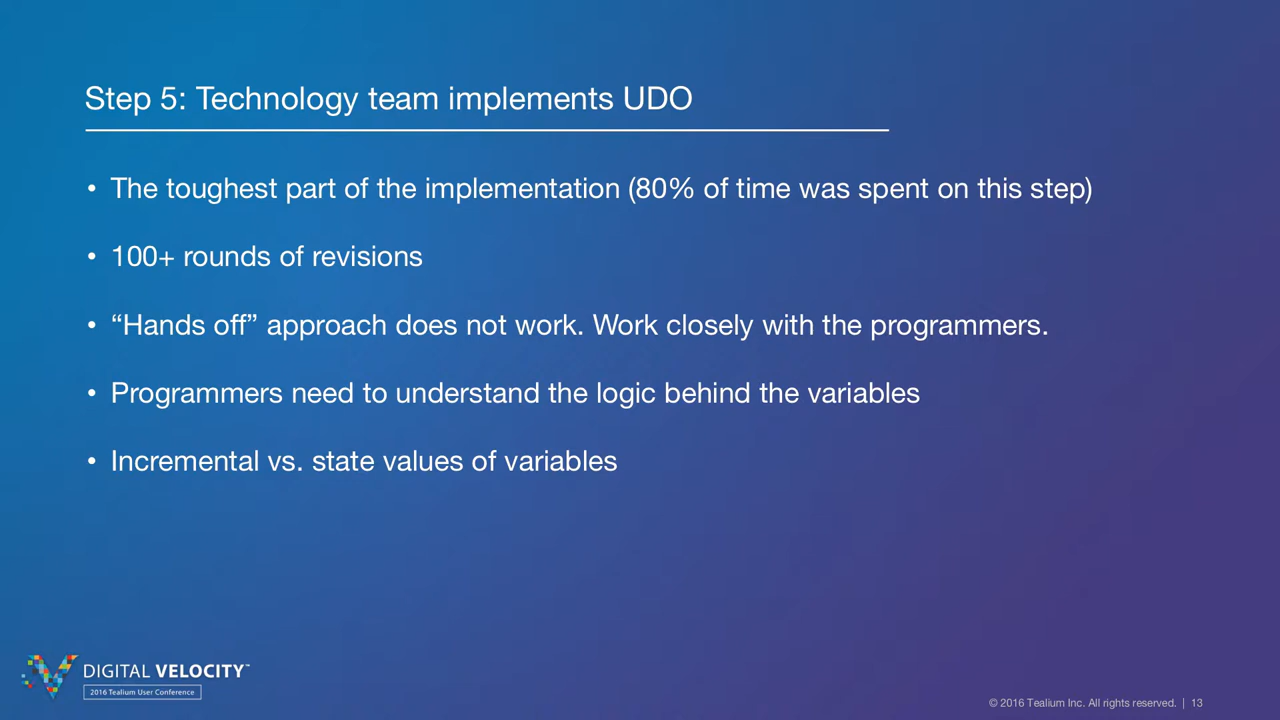 Step 5: Technology team implements UDO
• The toughest part of the implementation (80% of time was spent on this step)
• 100+ rounds of revisions
• “Hands off” approach does not work. Work closely with the programmers.
• Programmers need to understand the logic behind the variables
• Incremental vs. state values of variables
DIGITAL VELOCITY™
2016 Tealium User Conference
© 2016 Tealium Inc. All rights reserved. | 13